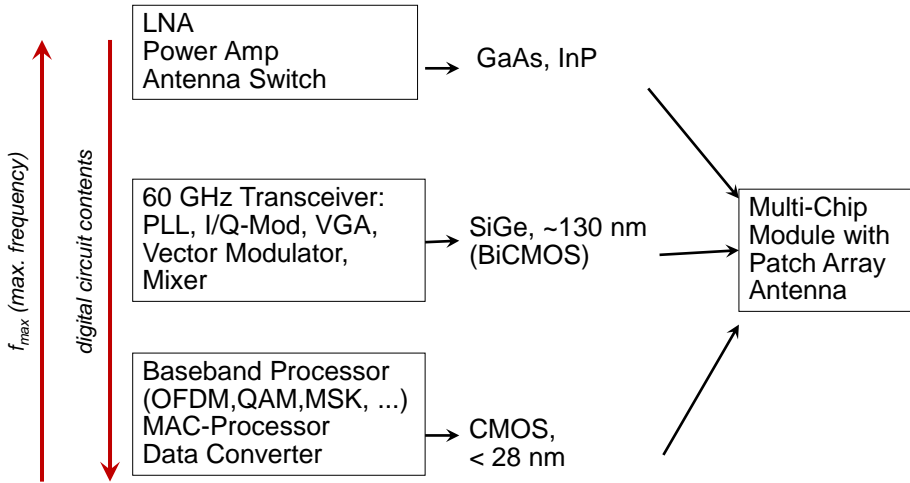 LNA
Power Amp
Antenna Switch
GaAs, InP
f_max (max. frequency)
digital circuit contents
60 GHz Transceiver:
PLL, I/Q-Mod, VGA,
Vector Modulator,
Mixer
SiGe, ~130 nm
(BiCMOS)
Multi-Chip
Module with
Patch Array
Antenna
Baseband Processor
(OFDM,QAM,MSK, ...)
MAC-Processor
Data Converter
CMOS,
< 28 nm